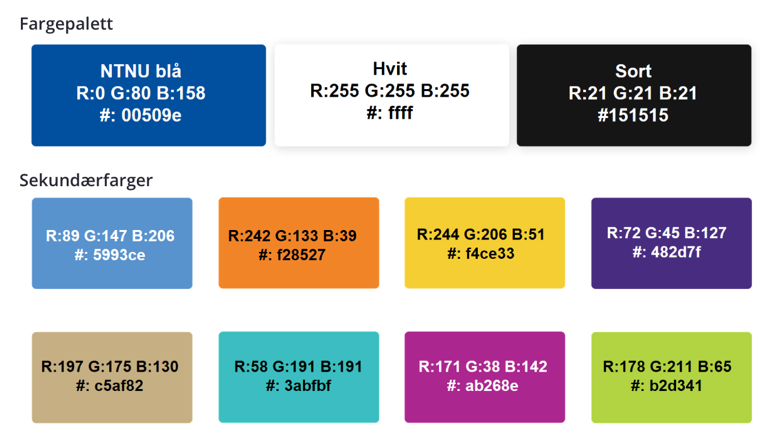 Fargepalett
NTNU blå
R:0 G:80 B:158
#: 00509e
Hvit
R:255 G:255 B:255
#: ffff
Sort
R:21 G:21 B:21
#151515
Sekundærfarger
R:89 G:147 B:206
#: 5993ce
R:242 G:133 B:39
#: f28527
R:244 G:206 B:51
#: f4ce33
R:72 G:45 B:127
#: 482d7f
R:197 G:175 B:130
#: c5af82
R:58 G:191 B:191
#: 3abfbf
R:171 G:38 B:142
#: ab268e
R:178 G:211 B:65
#: b2d341